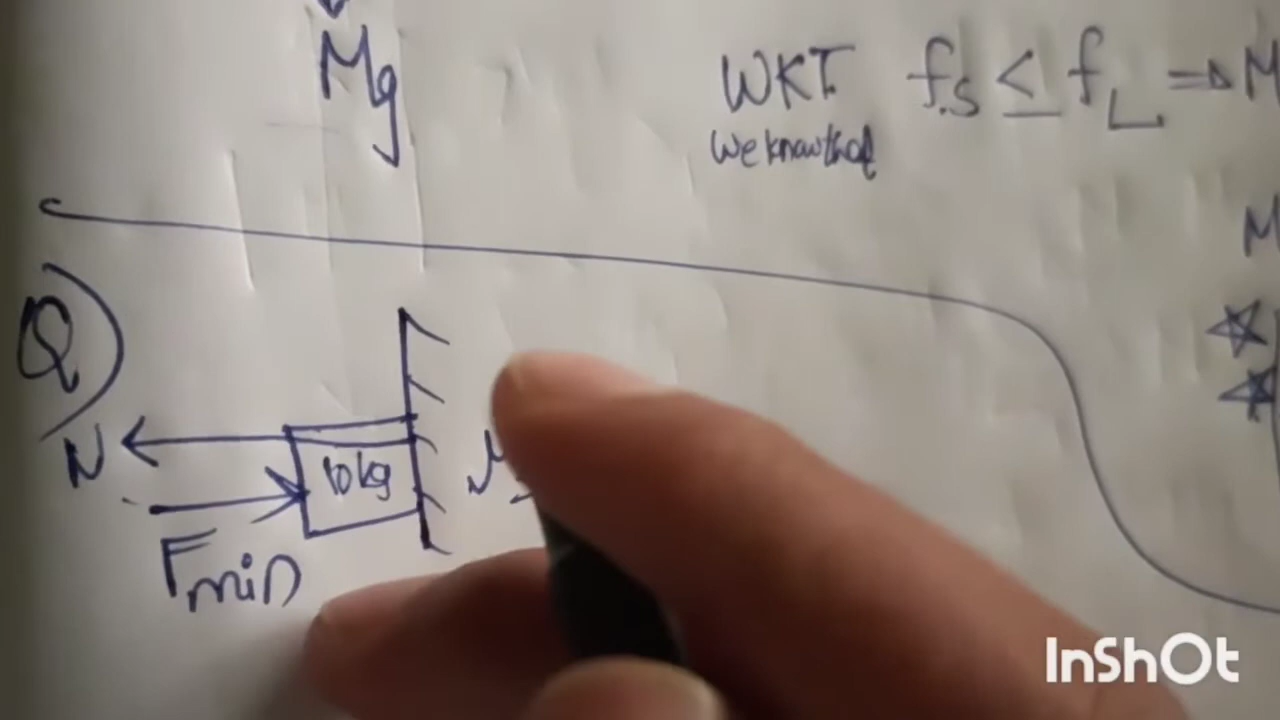 Mg
WKT fs ≤ fL ⇒ M
We know that
M
Q)
N
10kg
μ
Fmin
InShOt